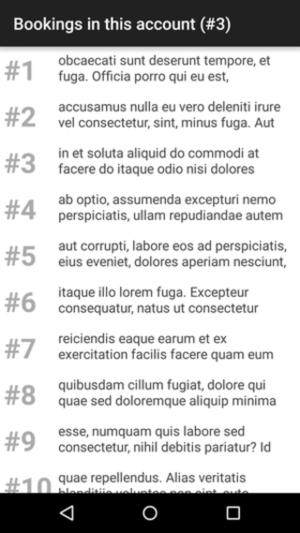 Bookings in this account (#3)
#1
obcaecati sunt deserunt tempore, et
fuga. Officia porro qui eu est,
#2
accusamus nulla eu vero deleniti irure
vel consectetur, sint, minus fuga. Aut
#3
in et soluta aliquid do commodi at
facere do itaque odio nisi dolores
#4
ab optio, assumenda excepturi nemo
perspiciatis, ullam repudiandae autem
#5
aut corrupti, labore eos ad perspiciatis,
eius eveniet, dolores aperiam nesciunt,
#6
itaque illo lorem fuga. Excepteur
consequatur, natus ut consectetur
#7
reiciendis eaque earum et ex
exercitation facilis facere quam eum
#8
quibusdam cillum fugiat, dolore qui
quae sed doloremque aliquip minima
#9
esse, numquam quis labore sed
consectetur, nihil debitis pariatur? Id
#10
quae repellendus. Alias veritatis